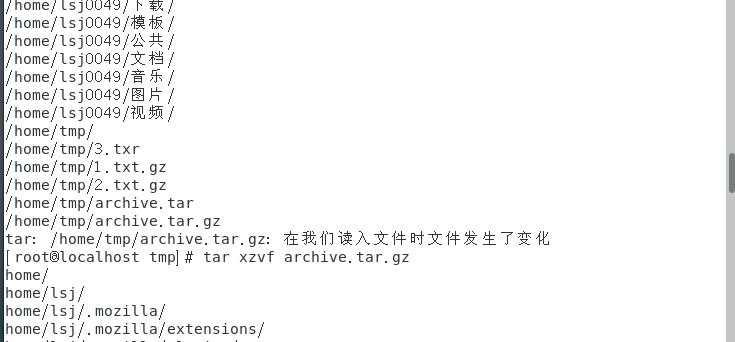 /home/lsj0049/下载/
/home/lsj0049/模板/
/home/lsj0049/公共/
/home/lsj0049/文档/
/home/lsj0049/音乐/
/home/lsj0049/图片/
/home/lsj0049/视频/
/home/tmp/
/home/tmp/3.txr
/home/tmp/1.txt.gz
/home/tmp/2.txt.gz
/home/tmp/archive.tar
/home/tmp/archive.tar.gz
tar: /home/tmp/archive.tar.gz: 在我们读入文件时文件发生了变化
[root@localhost tmp]# tar xzvf archive.tar.gz
home/
home/lsj/
home/lsj/.mozilla/
home/lsj/.mozilla/extensions/